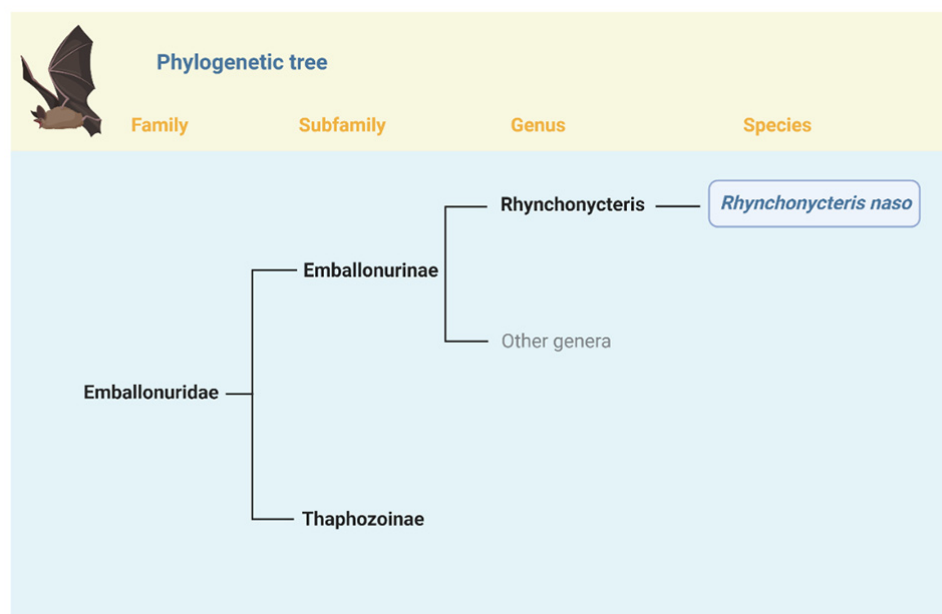 Phylogenetic tree
Family Subfamily Genus Species
Rhynchonycteris Rhynchonycteris naso
Emballonurinae
Other genera
Emballonuridae
Thaphozoinae